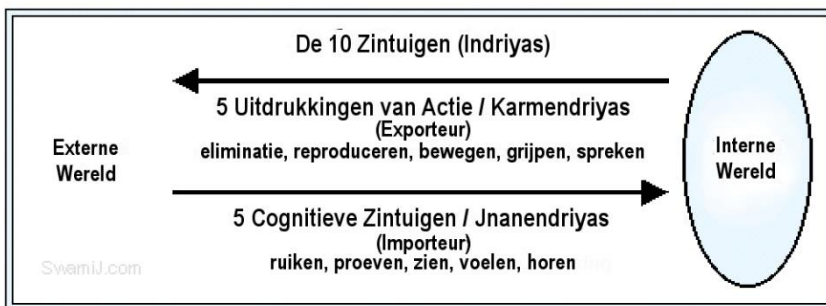 De 10 Zintuigen (Indriyas)
5 Uitdrukkingen van Actie / Karmendriyas
(Exporteur)
eliminatie, reproduceren, bewegen, grijpen, spreken
Externe
Wereld
Interne
Wereld
5 Cognitieve Zintuigen / Jnanendriyas
(Importeur)
ruiken, proeven, zien, voelen, horen
SwamiJ.com